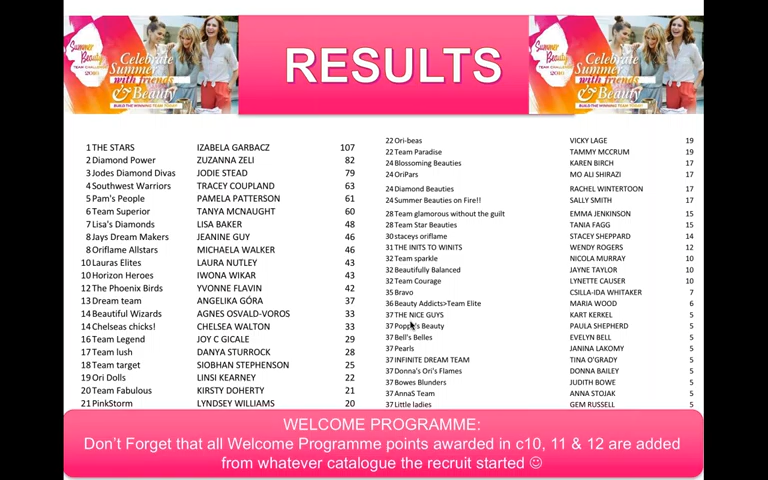 Summer
Beauty
TEAM CHALLENGE
Celebrate
Summer
with friends
& Beauty
BUILD THE WINNING TEAM TODAY!
RESULTS
Summer
Beauty
TEAM CHALLENGE
Celebrate
Summer
with friends
& Beauty
BUILD THE WINNING TEAM TODAY!
1 THE STARS IZABELA GARBACZ 107
2 Diamond Power ZUZANNA ZELI 82
3 Jodes Diamond Divas JODIE STEAD 79
4 Southwest Warriors TRACEY COUPLAND 63
5 Pam's People PAMELA PATTERSON 61
6 Team Superior TANYA MCNAUGHT 60
7 Lisa's Diamonds LISA BAKER 48
8 Jays Dream Makers JEANINE GUY 46
8 Oriflame Allstars MICHAELA WALKER 46
10 Lauras Elites LAURA NUTLEY 43
10 Horizon Heroes IWONA WIKAR 43
12 The Phoenix Birds YVONNE FLAVIN 42
13 Dream team ANGELIKA GÓRA 37
14 Beautiful Wizards AGNES OSVALD-VOROS 33
14 Chelseas chicks! CHELSEA WALTON 33
16 Team Legend JOY C GICALE 29
17 Team lush DANYA STURROCK 28
18 Team target SIOBHAN STEPHENSON 25
19 Ori Dolls LINSI KEARNEY 22
20 Team Fabulous KIRSTY DOHERTY 21
21 PinkStorm LYNDSEY WILLIAMS 20
22 Ori-beas VICKY LAGE 19
22 Team Paradise TAMMY MCCRUM 19
24 Blossoming Beauties KAREN BIRCH 17
24 OriPars MO ALI SHIRAZI 17
24 Diamond Beauties RACHEL WINTERTOON 17
24 Summer Beauties on Fire!! SALLY SMITH 17
28 Team glamorous without the guilt EMMA JENKINSON 15
28 Team Star Beauties TANIA FAGG 15
30 staceys oriflame STACEY SHEPPARD 14
31 THE INITS TO WINITS WENDY ROGERS 12
32 Team sparkle NICOLA MURRAY 10
32 Beautifully Balanced JAYNE TAYLOR 10
32 Team Courage LYNETTE CAUSER 10
35 Bravo CSILLA-IDA WHITAKER 7
36 Beauty Addicts>Team Elite MARIA WOOD 6
37 THE NICE GUYS KART KERKEL 5
37 Poppy's Beauty PAULA SHEPHERD 5
37 Bell's Belles EVELYN BELL 5
37 Pearls JANINA LAKOMY 5
37 INFINITE DREAM TEAM TINA O'GRADY 5
37 Donna's Ori's Flames DONNA BAILEY 5
37 Bowes Blunders JUDITH BOWE 5
37 AnnaS Team ANNA STOJAK 5
37 Little ladies GEM RUSSELL 5
WELCOME PROGRAMME:
Don't Forget that all Welcome Programme points awarded in c10, 11 & 12 are added
from whatever catalogue the recruit started ☺